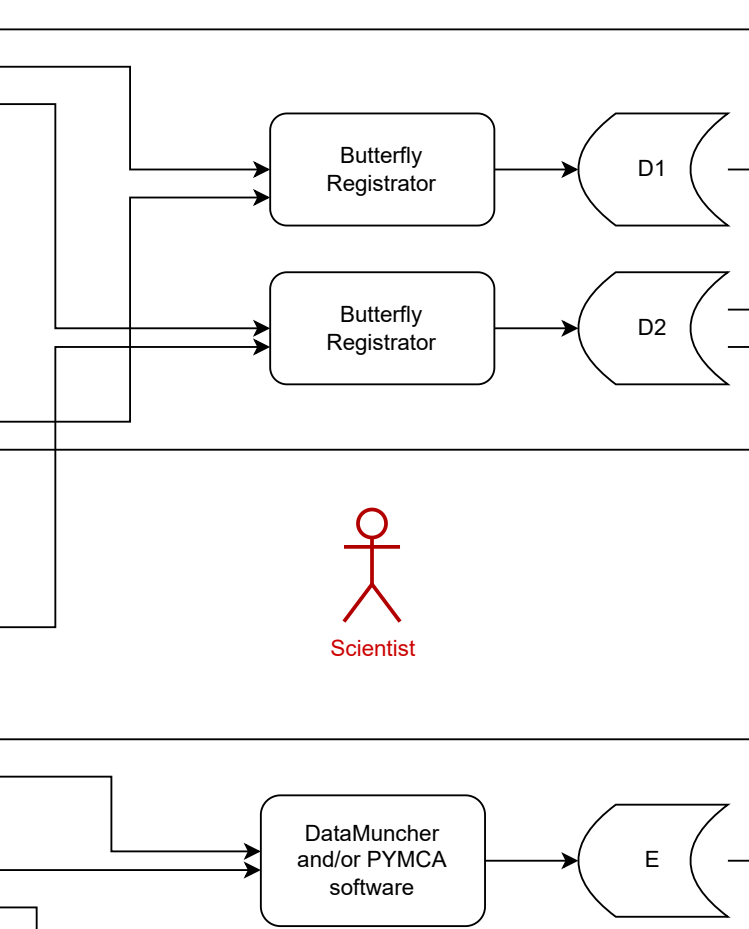 Butterfly
Registrator
D1
Butterfly
Registrator
D2
Scientist
DataMuncher
and/or PYMCA
software
E